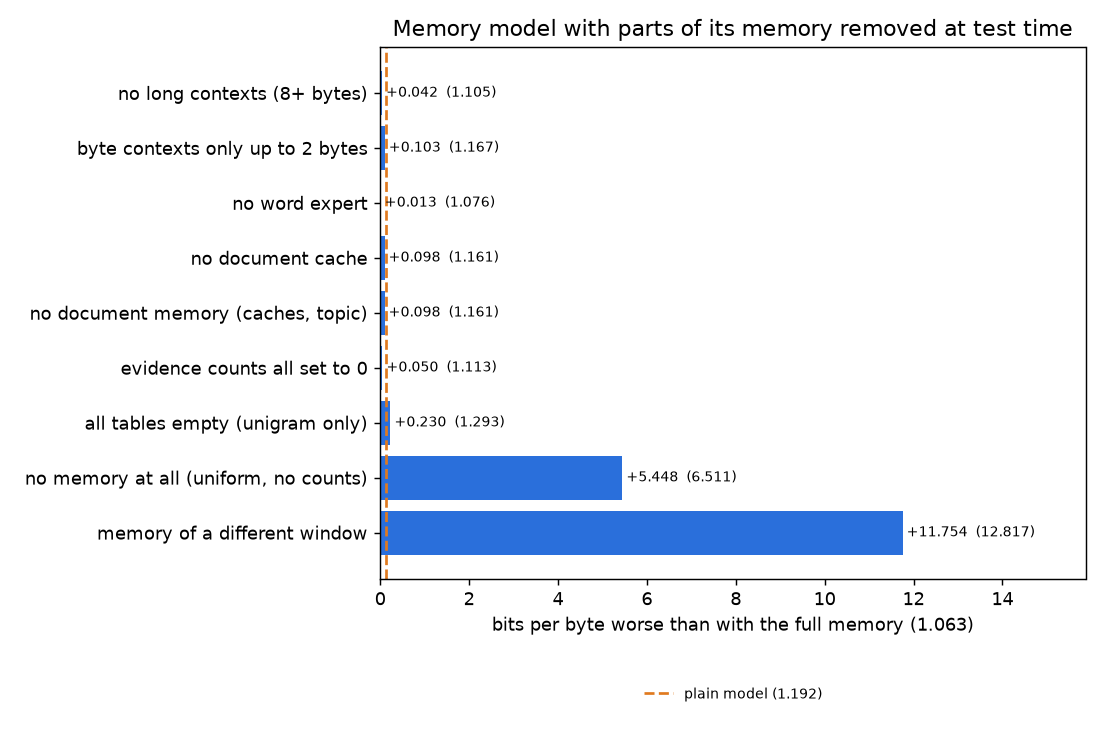 Memory model with parts of its memory removed at test time
no long contexts (8+ bytes) +0.042 (1.105)
byte contexts only up to 2 bytes +0.103 (1.167)
no word expert +0.013 (1.076)
no document cache +0.098 (1.161)
no document memory (caches, topic) +0.098 (1.161)
evidence counts all set to 0 +0.050 (1.113)
all tables empty (unigram only) +0.230 (1.293)
no memory at all (uniform, no counts) +5.448 (6.511)
memory of a different window +11.754 (12.817)
0 2 4 6 8 10 12 14
bits per byte worse than with the full memory (1.063)
plain model (1.192)